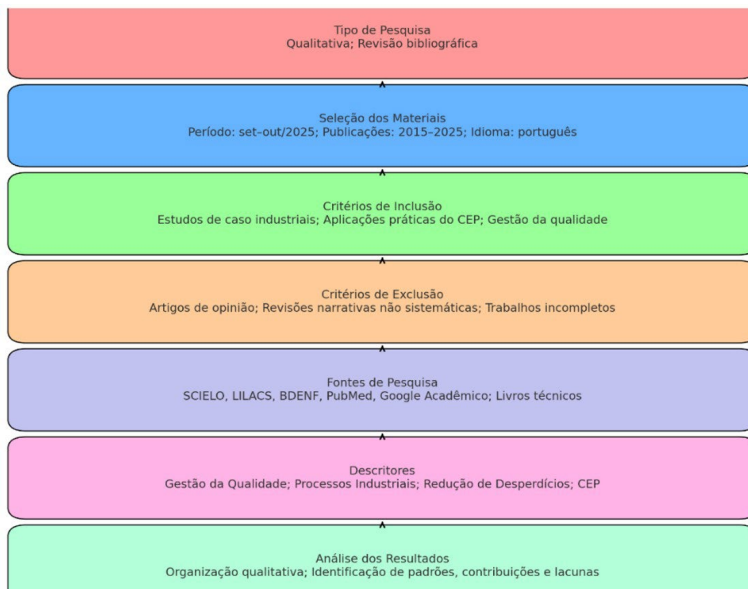 Tipo de Pesquisa
Qualitativa; Revisão bibliográfica
Seleção dos Materiais
Período: set–out/2025; Publicações: 2015–2025; Idioma: português
Critérios de Inclusão
Estudos de caso industriais; Aplicações práticas do CEP; Gestão da qualidade
Critérios de Exclusão
Artigos de opinião; Revisões narrativas não sistemáticas; Trabalhos incompletos
Fontes de Pesquisa
SCIELO, LILACS, BDENF, PubMed, Google Acadêmico; Livros técnicos
Descritores
Gestão da Qualidade; Processos Industriais; Redução de Desperdícios; CEP
Análise dos Resultados
Organização qualitativa; Identificação de padrões, contribuições e lacunas